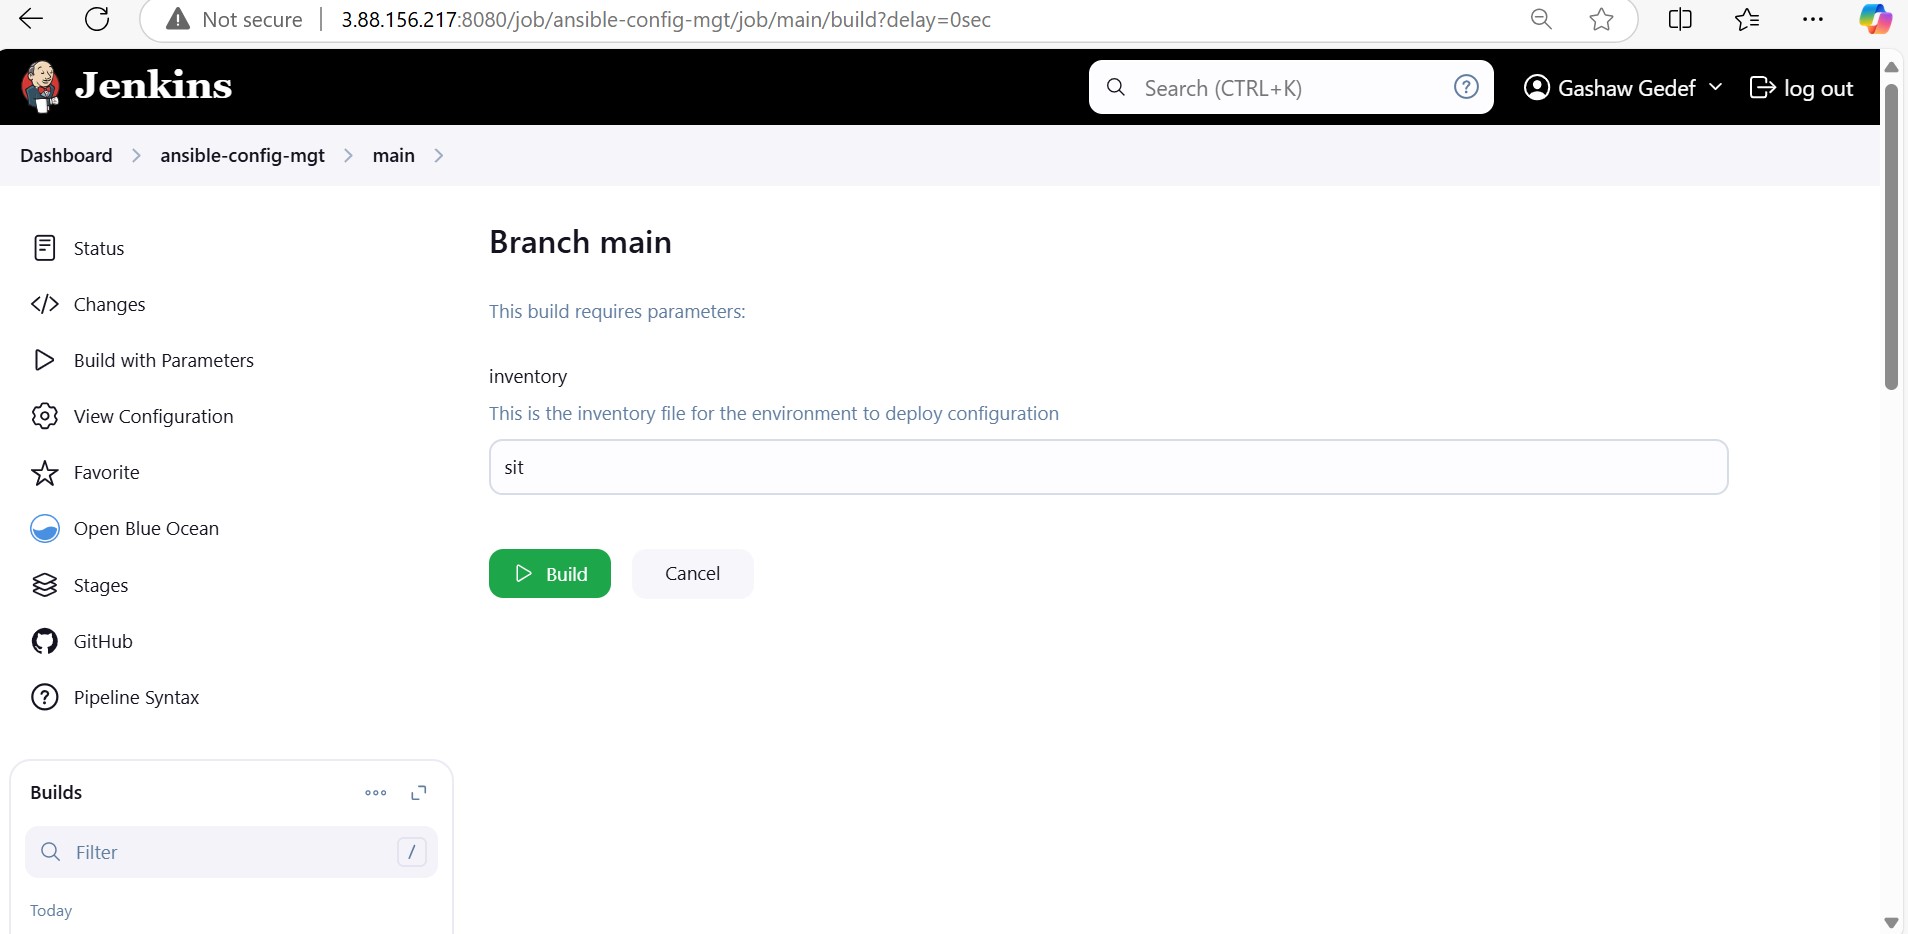 Not secure
3.88.156.217:8080/job/ansible-config-mgt/job/main/build?delay=0sec
Jenkins
Search (CTRL+K)
Gashaw Gedef
log out
Dashboard
ansible-config-mgt
main
Status
Changes
Build with Parameters
View Configuration
Favorite
Open Blue Ocean
Stages
GitHub
Pipeline Syntax
Branch main
This build requires parameters:
inventory
This is the inventory file for the environment to deploy configuration
sit
Build
Cancel
Builds
Filter
/
Today